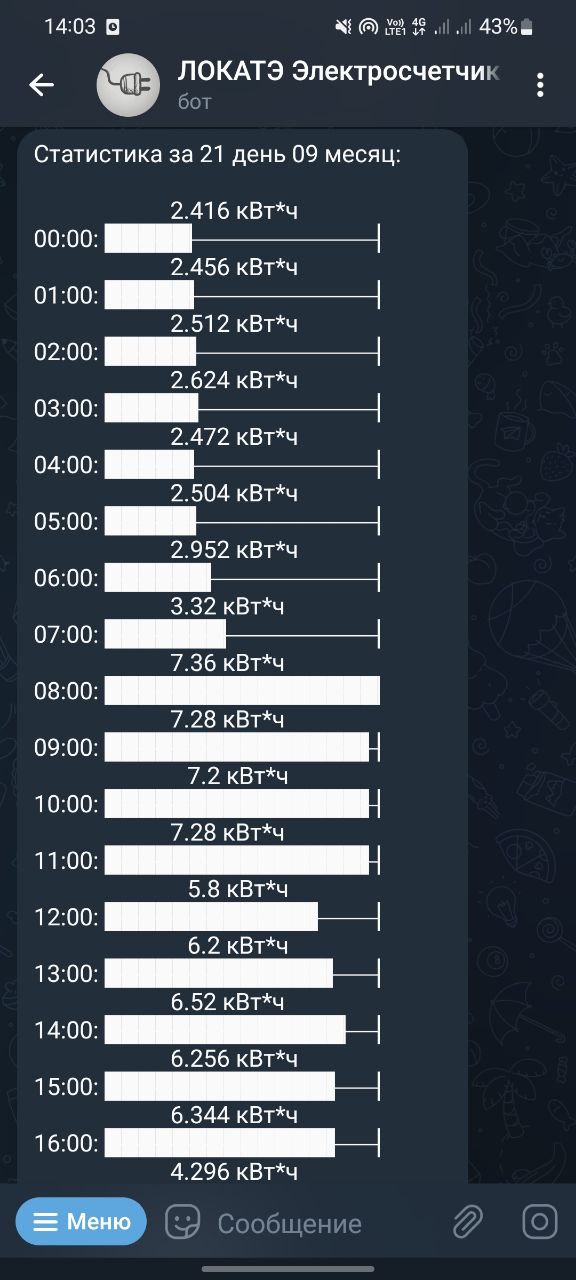 14:03 Vo)) LTE1 4G 43%
ЛОКАТЭ Электросчетчик
бот
Статистика за 21 день 09 месяц:
2.416 кВт*ч
00:00:
2.456 кВт*ч
01:00:
2.512 кВт*ч
02:00:
2.624 кВт*ч
03:00:
2.472 кВт*ч
04:00:
2.504 кВт*ч
05:00:
2.952 кВт*ч
06:00:
3.32 кВт*ч
07:00:
7.36 кВт*ч
08:00:
7.28 кВт*ч
09:00:
7.2 кВт*ч
10:00:
7.28 кВт*ч
11:00:
5.8 кВт*ч
12:00:
6.2 кВт*ч
13:00:
6.52 кВт*ч
14:00:
6.256 кВт*ч
15:00:
6.344 кВт*ч
16:00:
4.296 кВт*ч
Меню
Сообщение